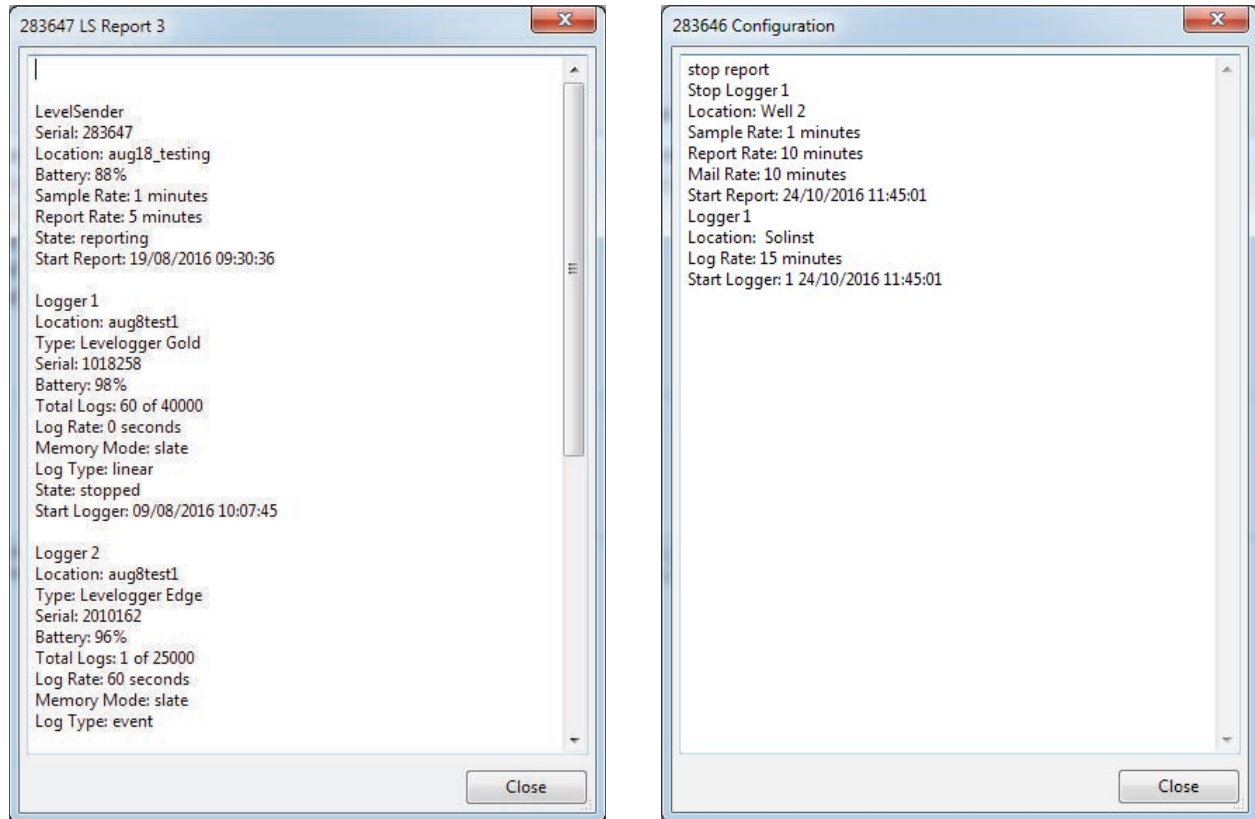 283647 LS Report 3
LevelSender
Serial: 283647
Location: aug18_testing
Battery: 88%
Sample Rate: 1 minutes
Report Rate: 5 minutes
State: reporting
Start Report: 19/08/2016 09:30:36
Logger 1
Location: aug8test1
Type: Levelogger Gold
Serial: 1018258
Battery: 98%
Total Logs: 60 of 40000
Log Rate: 0 seconds
Memory Mode: slate
Log Type: linear
State: stopped
Start Logger: 09/08/2016 10:07:45
Logger 2
Location: aug8test1
Type: Levelogger Edge
Serial: 2010162
Battery: 96%
Total Logs: 1 of 25000
Log Rate: 60 seconds
Memory Mode: slate
Log Type: event
Close
283646 Configuration
stop report
Stop Logger 1
Location: Well 2
Sample Rate: 1 minutes
Report Rate: 10 minutes
Mail Rate: 10 minutes
Start Report: 24/10/2016 11:45:01
Logger 1
Location:  Solinst
Log Rate: 15 minutes
Start Logger: 1 24/10/2016 11:45:01
Close